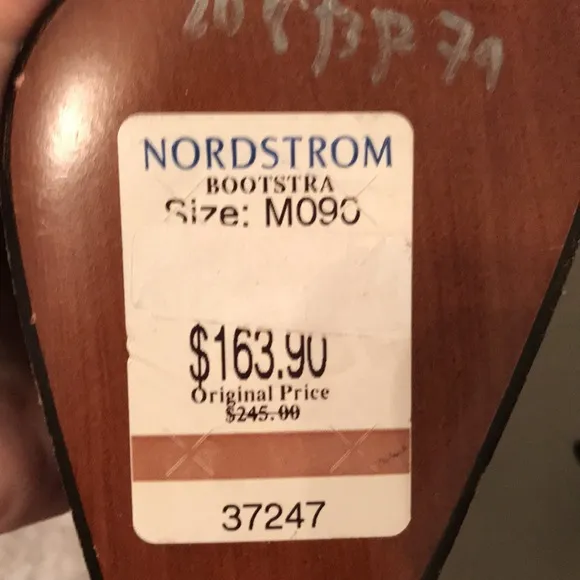 NORDSTROM
BOOTSTRA
Size: M090
$163.90
Original Price
$245.00
37247